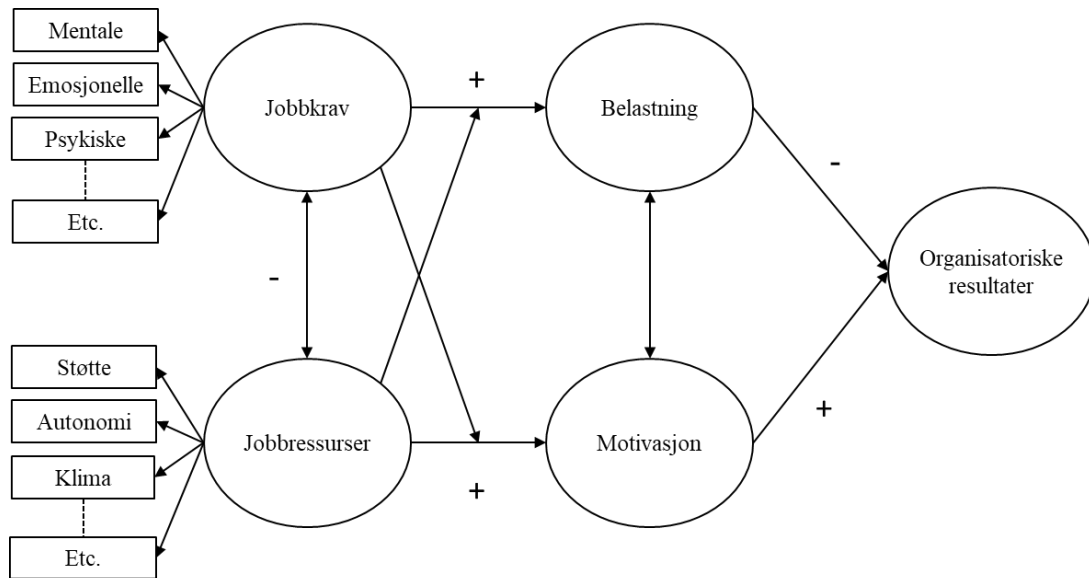 Mentale
Emosjonelle
Psykiske
Etc.
Jobbkrav
+
Belastning
-
-
Organisatoriske
resultater
Støtte
Autonomi
Klima
Etc.
Jobbressurser
+
Motivasjon
+